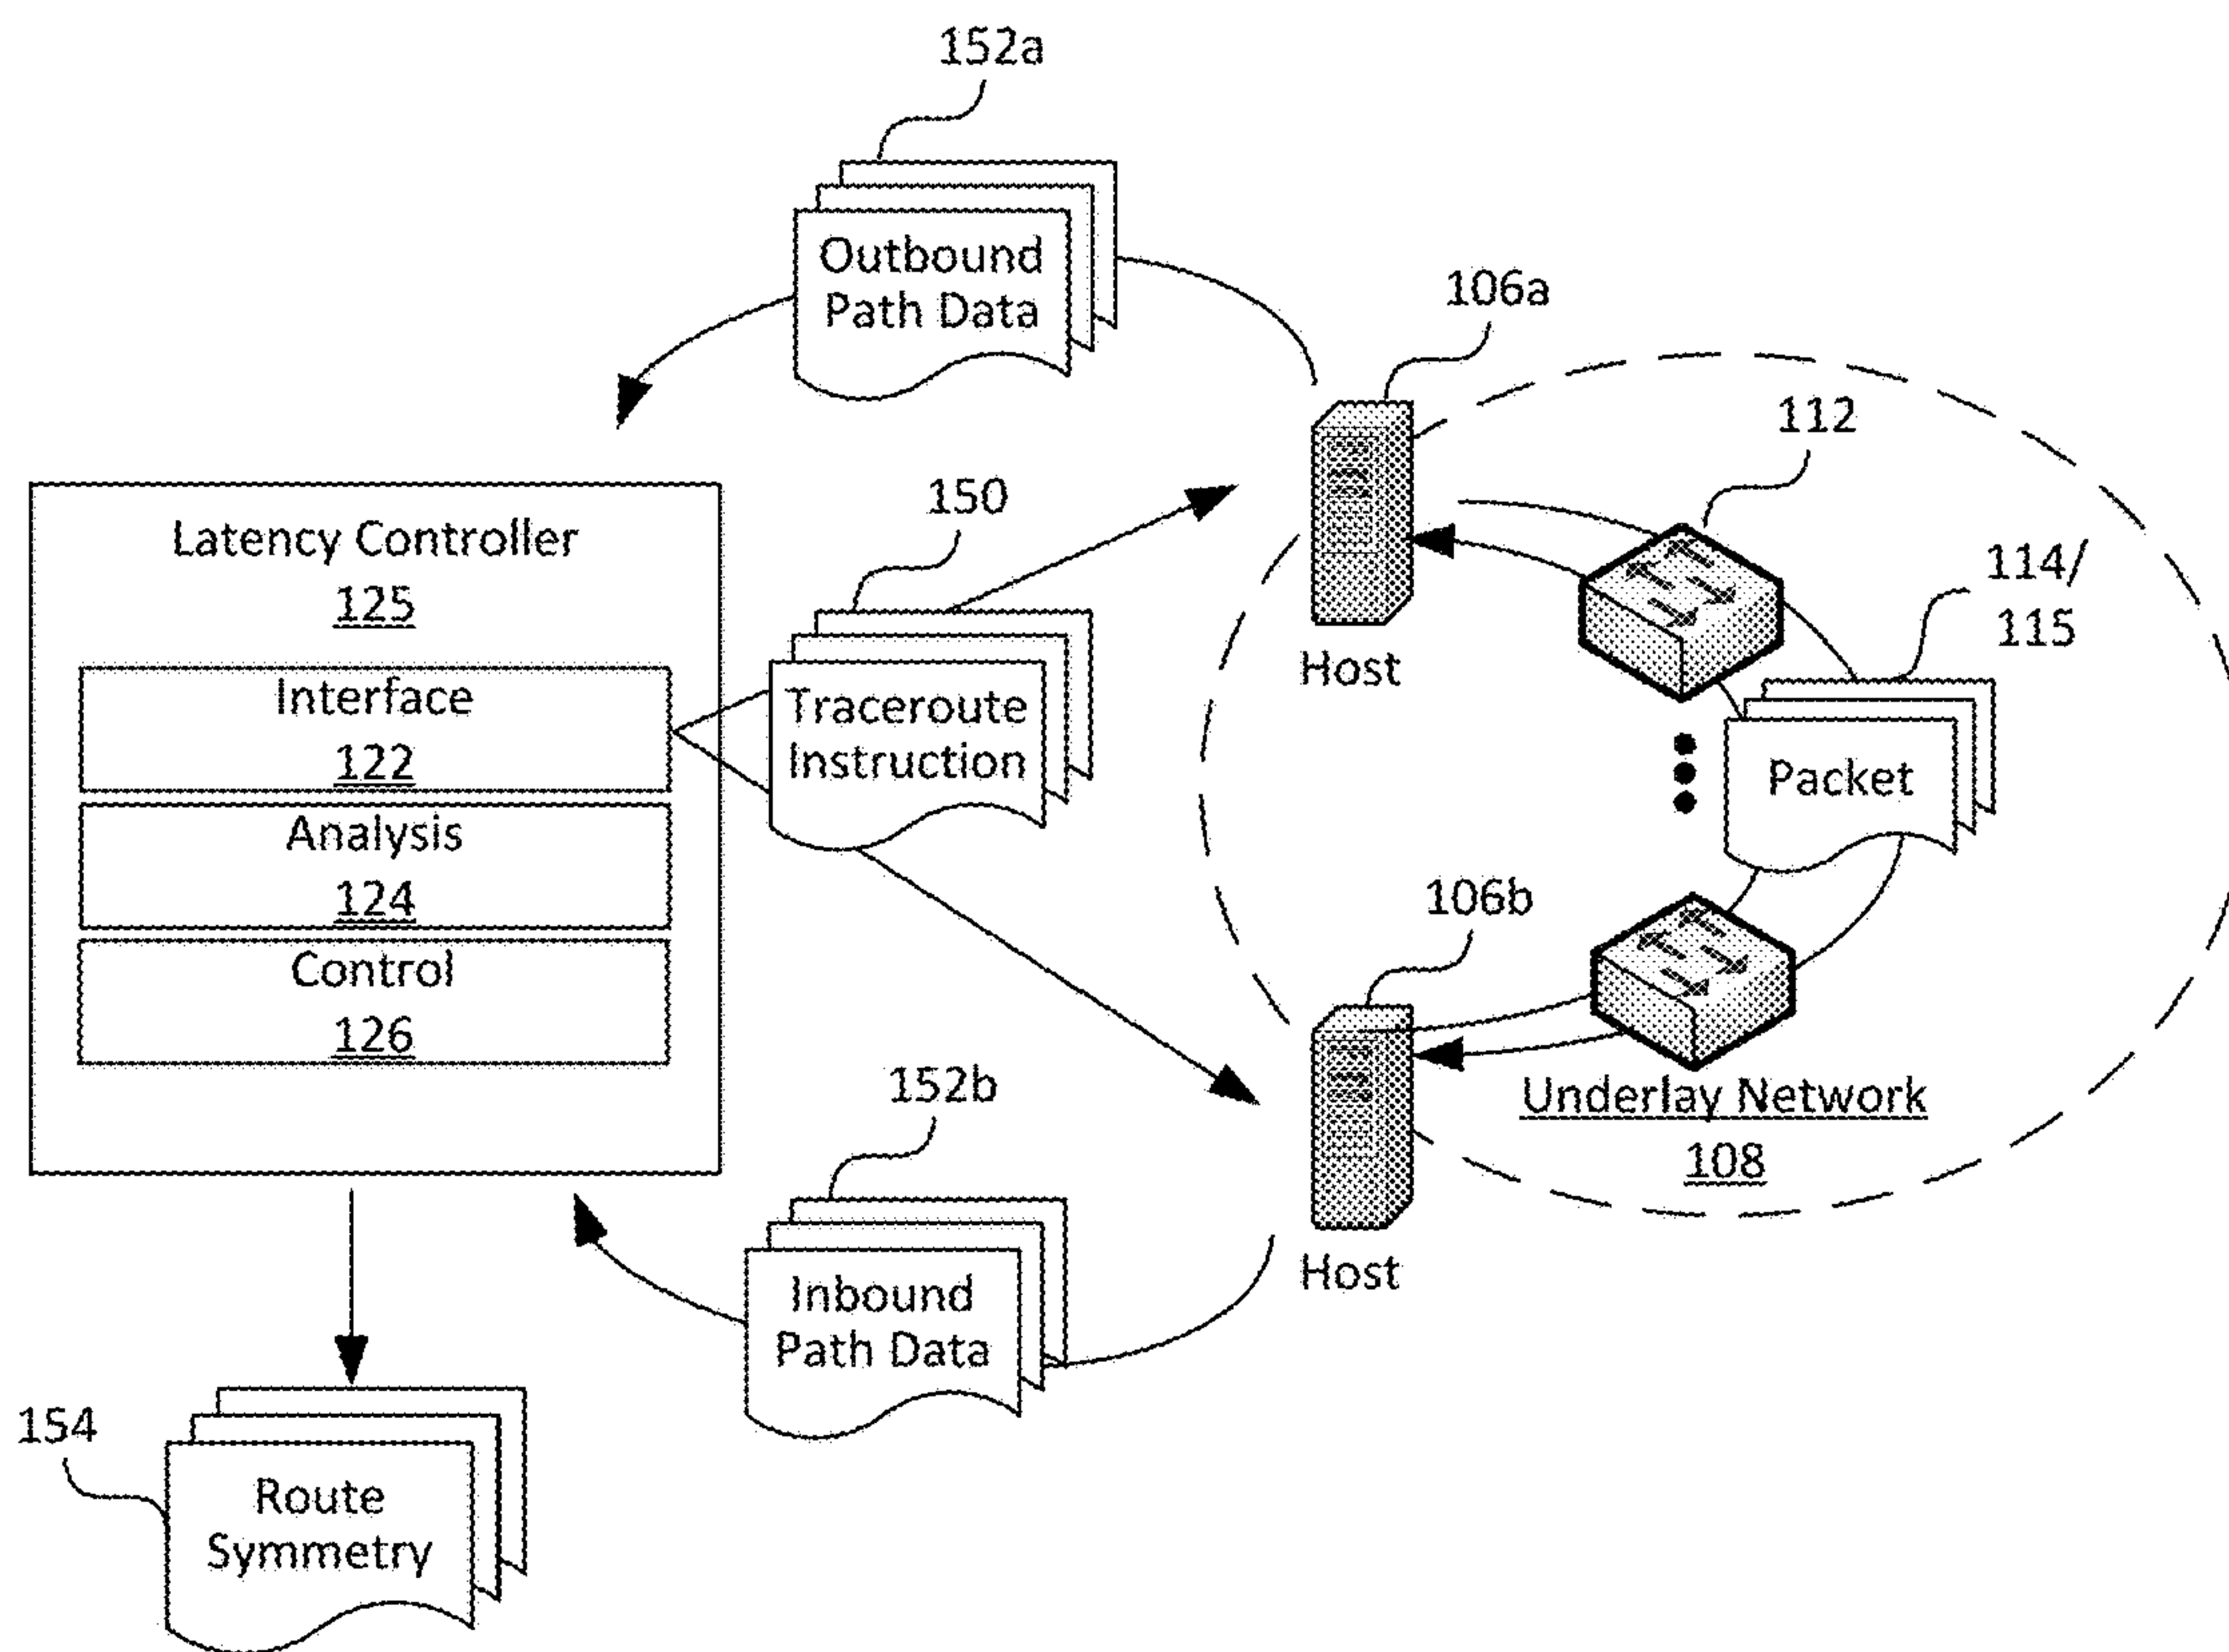 152a
Outbound
Path Data
106a
112
150
Latency Controller
125
114/
115
Host
Interface
122
Traceroute
Instruction
Packet
Analysis
124
106b
Control
126
152b
Underlay Network
108
Host
Inbound
Path Data
154
Route
Symmetry